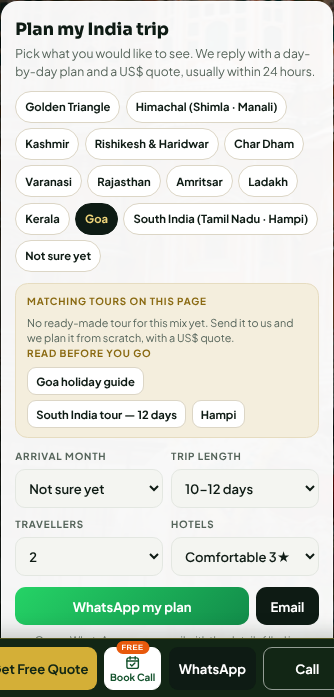 Plan my India trip
Pick what you would like to see. We reply with a day-
by-day plan and a US$ quote, usually within 24 hours.
Golden Triangle
Himachal (Shimla · Manali)
Kashmir
Rishikesh & Haridwar
Char Dham
Varanasi
Rajasthan
Amritsar
Ladakh
Kerala
Goa
South India (Tamil Nadu · Hampi)
Not sure yet
MATCHING TOURS ON THIS PAGE
No ready-made tour for this mix yet. Send it to us and
we plan it from scratch, with a US$ quote.
READ BEFORE YOU GO
Goa holiday guide
South India tour — 12 days
Hampi
ARRIVAL MONTH
TRIP LENGTH
Not sure yet
10–12 days
TRAVELLERS
HOTELS
2
Comfortable 3★
WhatsApp my plan
Email
Get Free Quote
FREE
Book Call
WhatsApp
Call